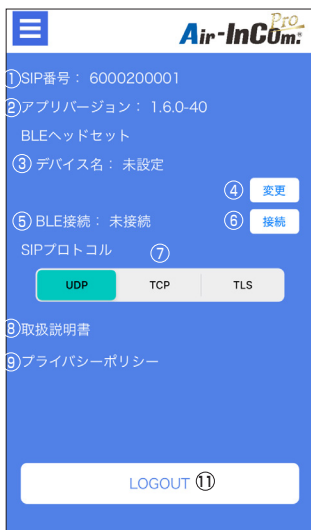 Air-InCom. Pro
①SIP番号： 6000200001
②アプリバージョン： 1.6.0-40
BLEヘッドセット
③デバイス名： 未設定
④ 変更
⑤BLE接続： 未接続
⑥ 接続
SIPプロトコル ⑦
UDP TCP TLS
⑧取扱説明書
⑨プライバシーポリシー
LOGOUT ⑪